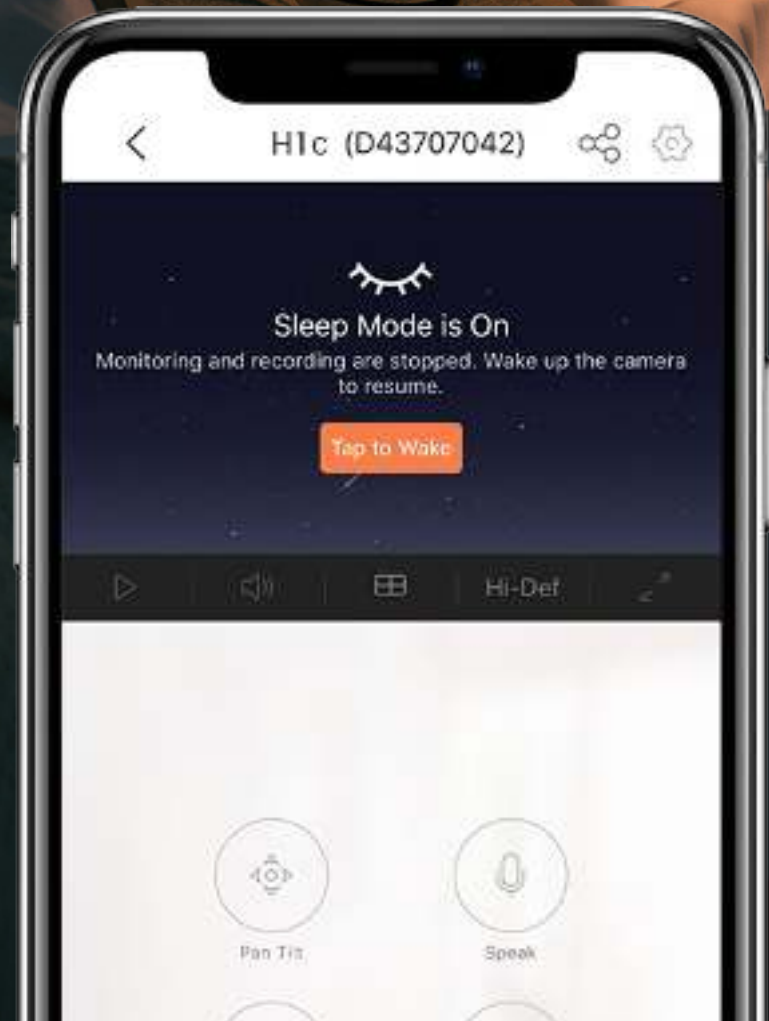 H1c (D43707042)
Sleep Mode is On
Monitoring and recording are stopped. Wake up the camera
to resume.
Tap to Wake
Hi-Def
Pan Tilt
Speak